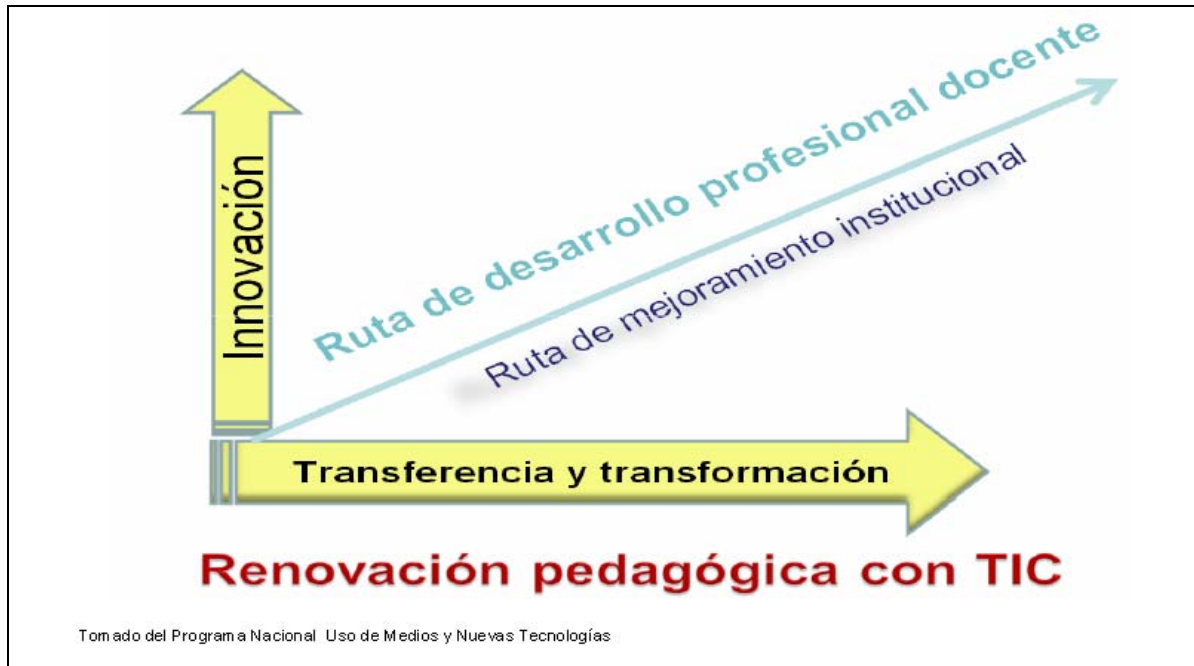 Innovación
Ruta de desarrollo profesional docente
Ruta de mejoramiento institucional
Transferencia y transformación
Renovación pedagógica con TIC
Tomado del Programa Nacional Uso de Medios y Nuevas Tecnologías